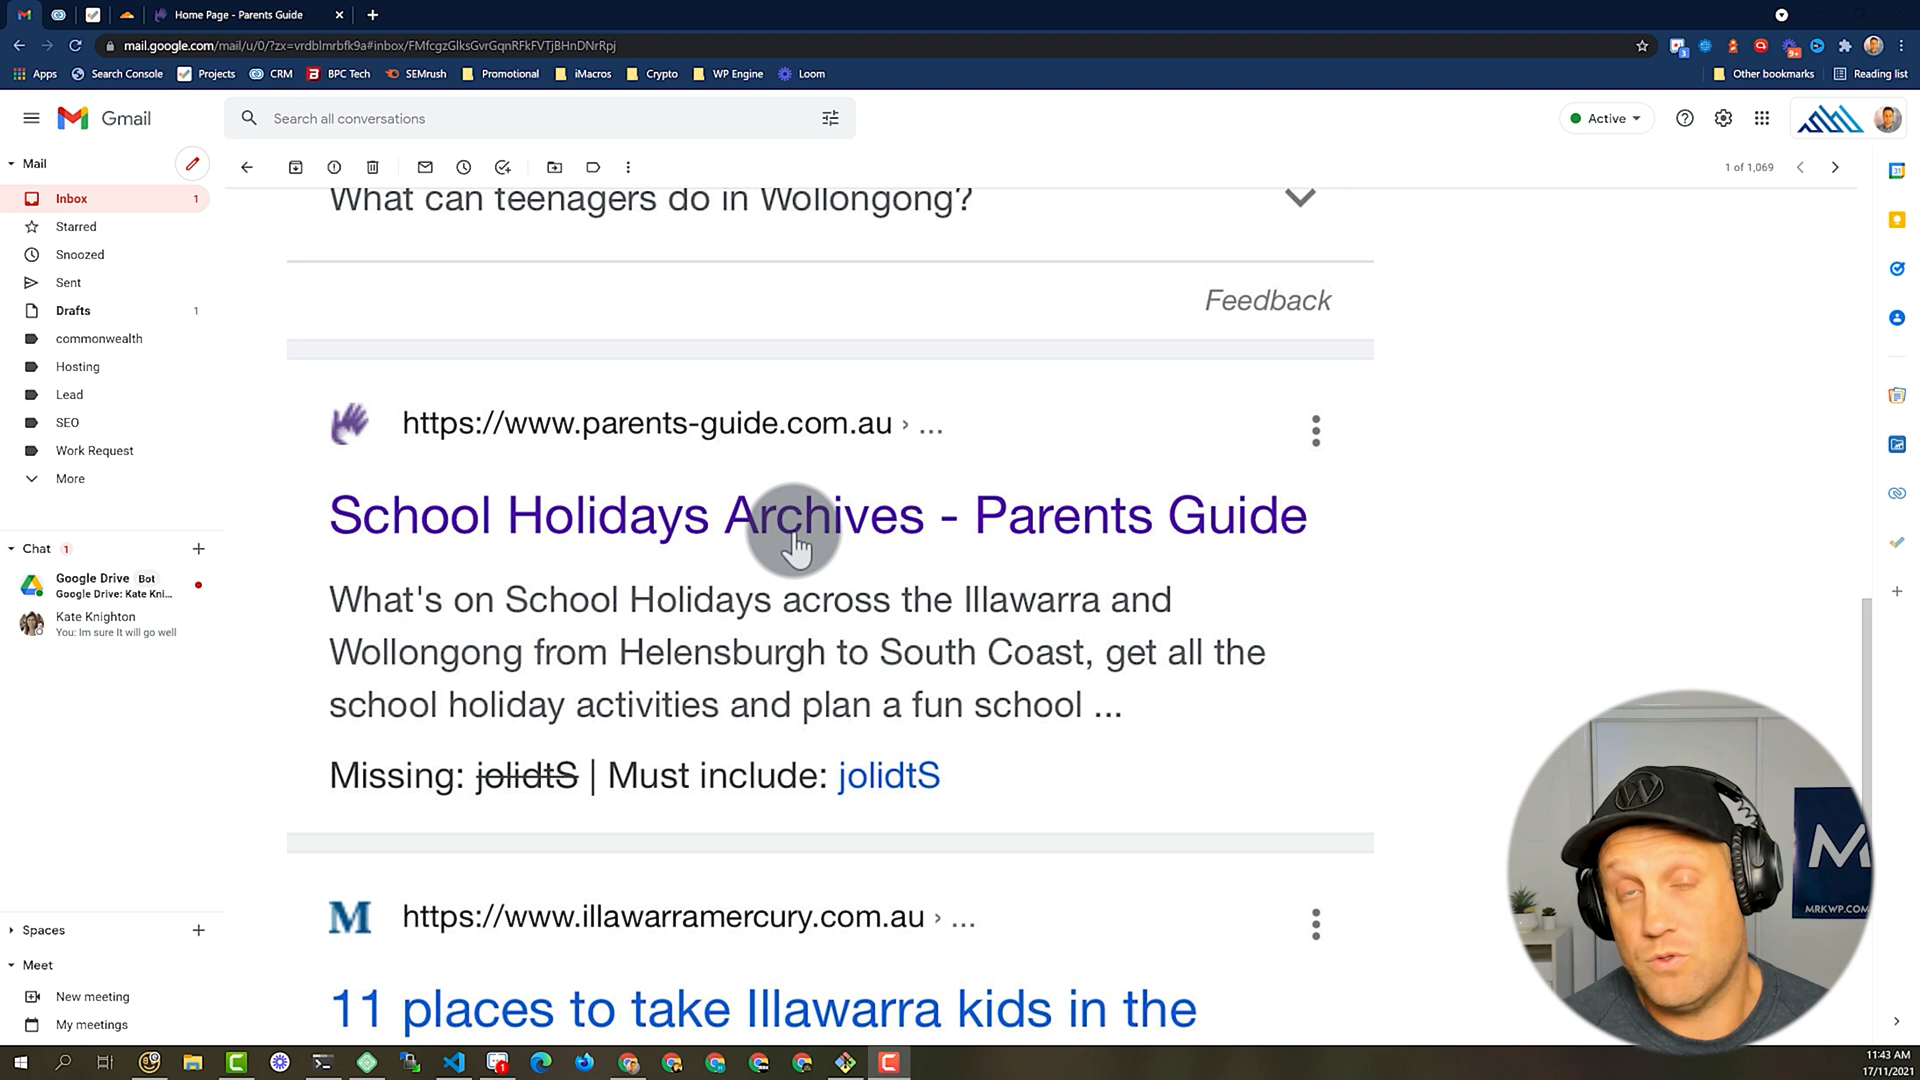 Home Page - Parents Guide
mail.google.com/mail/u/0/?zx=vrdblmrbfk9a#inbox/FMfcgzGlksGvrGqnRFkFVTjBHnDNrRpj
Apps
Search Console
Projects
CRM
BPC Tech
SEMrush
Promotional
iMacros
Crypto
WP Engine
Loom
Other bookmarks
Reading list
Gmail
Search all conversations
Active
Mail
1 of 1,069
Inbox 1
Starred
Snoozed
Sent
Drafts 1
commonwealth
Hosting
Lead
SEO
Work Request
More
Chat 1
Google Drive Bot
Google Drive: Kate Kni...
Kate Knighton
You: Im sure It will go well
Spaces
Meet
New meeting
My meetings
What can teenagers do in Wollongong?
Feedback
https://www.parents-guide.com.au › ...
School Holidays Archives - Parents Guide
What's on School Holidays across the Illawarra and
Wollongong from Helensburgh to South Coast, get all the
school holiday activities and plan a fun school ...
Missing: jolidtS | Must include: jolidtS
M
https://www.illawarramercury.com.au › ...
11 places to take Illawarra kids in the
MRKWP.COM
11:43 AM
17/11/2021